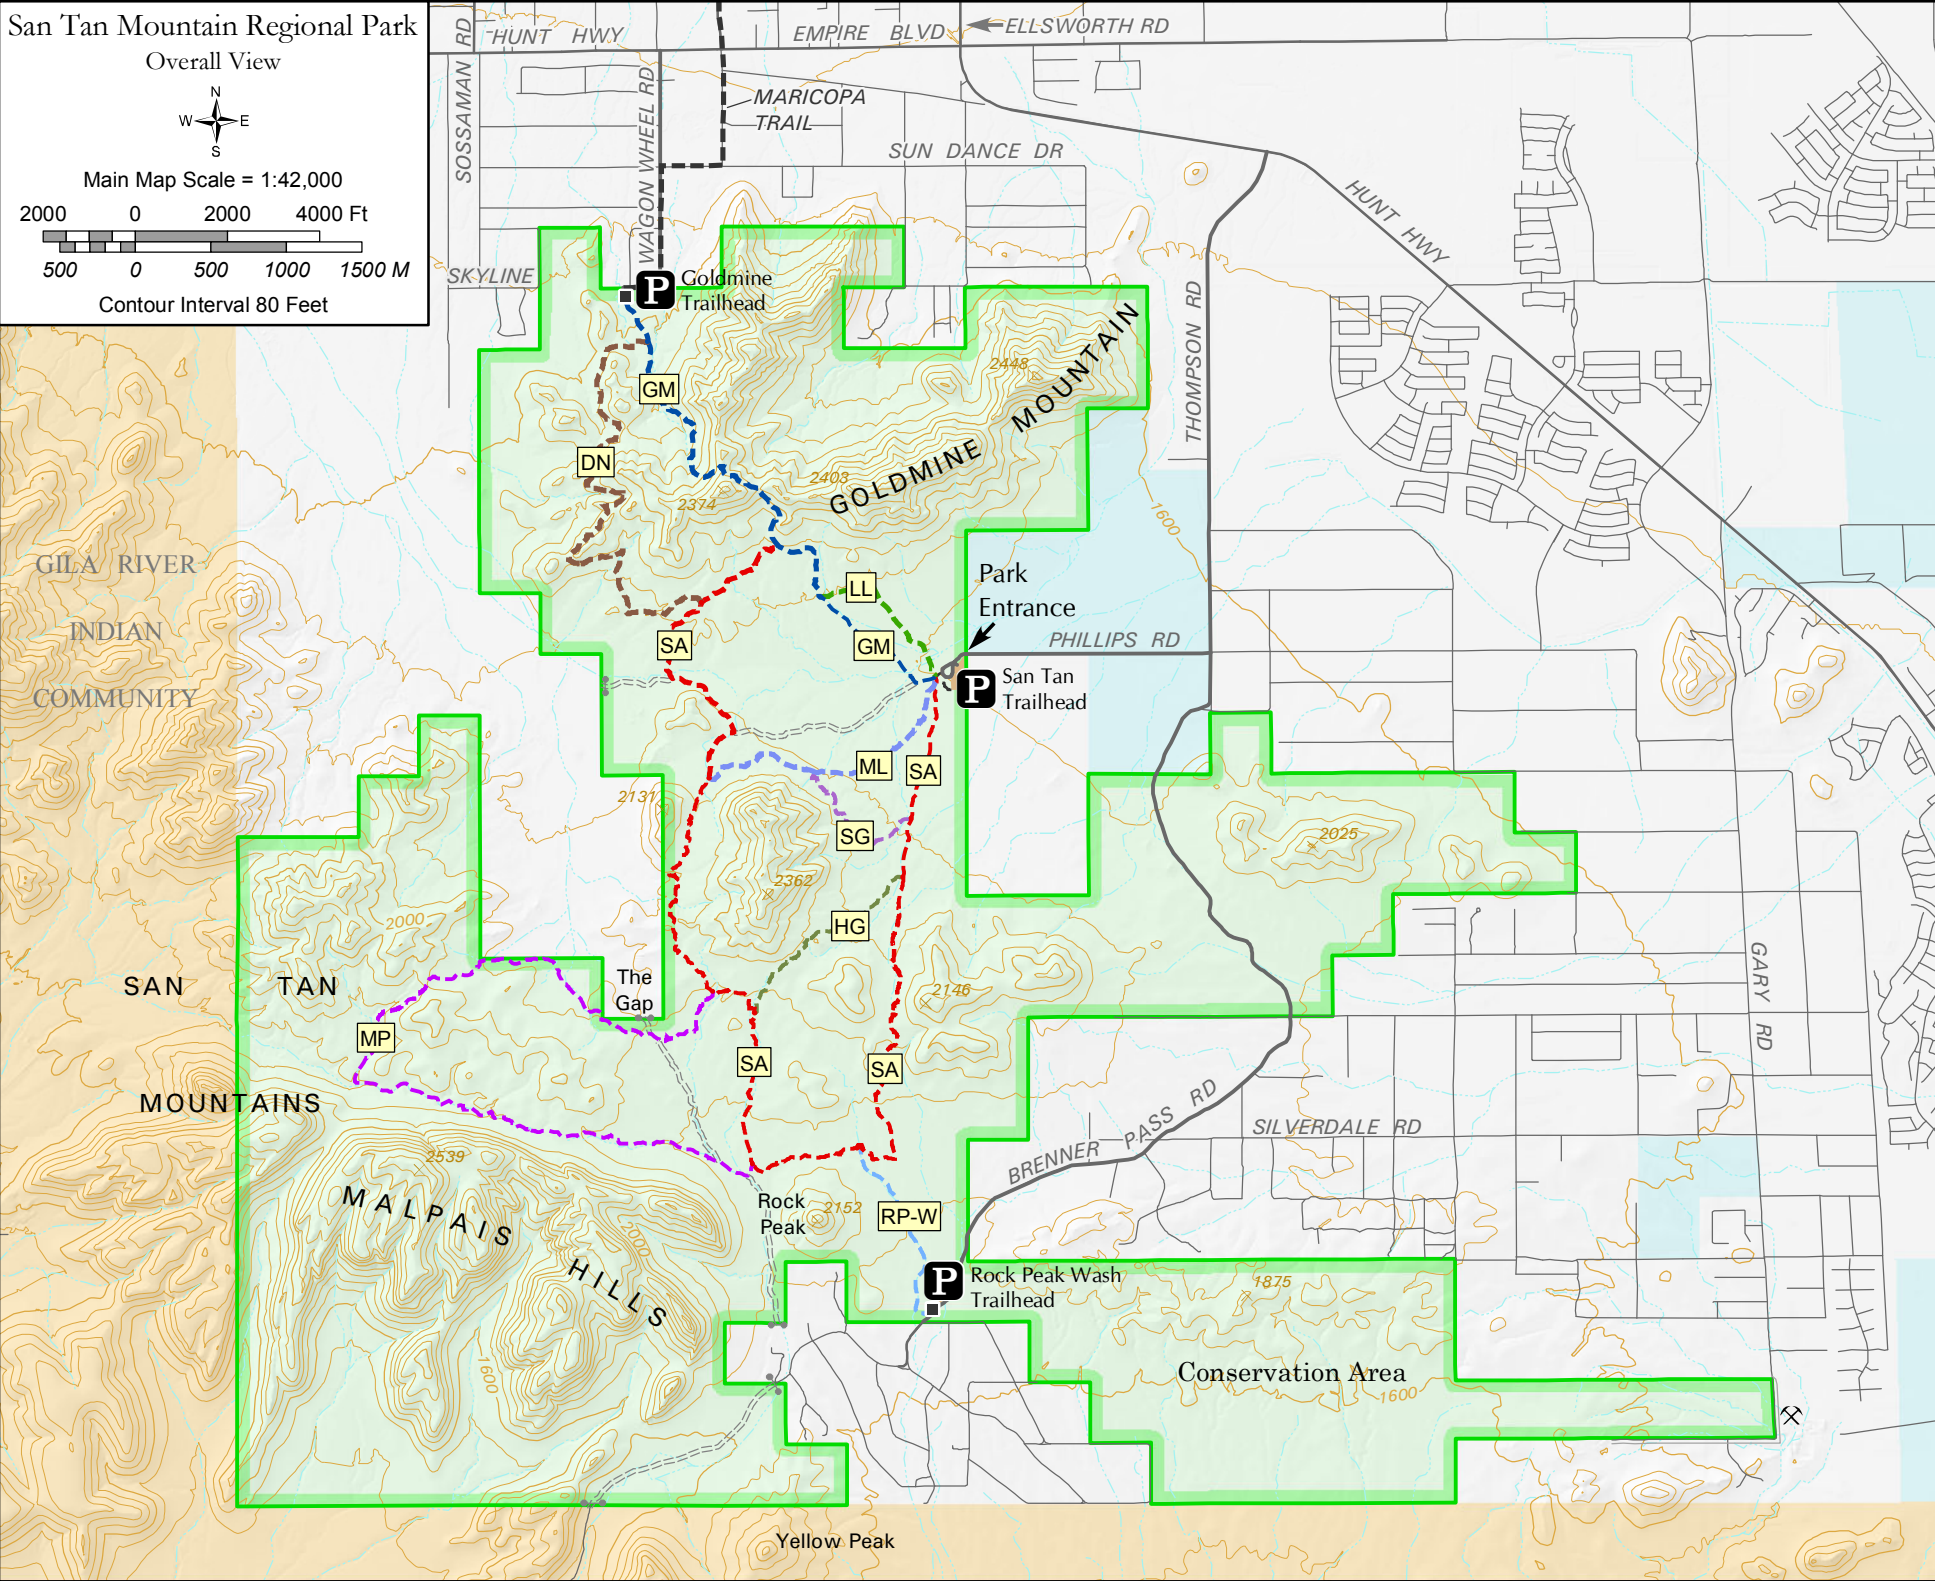 San Tan Mountain Regional Park
Overall View
N
W E
S
Main Map Scale = 1:42,000
2000 0 2000 4000 Ft
500 0 500 1000 1500 M
Contour Interval 80 Feet
SOSSAMAN RD
HUNT HWY
EMPIRE BLVD
ELLSWORTH RD
WAGON WHEEL RD
MARICOPA
TRAIL
SUN DANCE DR
HUNT HWY
SKYLINE
P
Goldmine
Trailhead
THOMPSON RD
GM
2448
GOLDMINE MOUNTAIN
DN
2403
2374
1600
GILA RIVER
INDIAN
COMMUNITY
LL
Park
Entrance
SA
GM
PHILLIPS RD
P
San Tan
Trailhead
ML
SA
2131
SG
2025
2362
2000
HG
GARY RD
SAN TAN
MOUNTAINS
The
Gap
2146
MP
SA
SA
BRENNER PASS RD
SILVERDALE RD
2539
MALPAIS
HILLS
2000
Rock
Peak
2152
RP-W
P
Rock Peak Wash
Trailhead
1875
1600
Conservation Area
1600
Yellow Peak